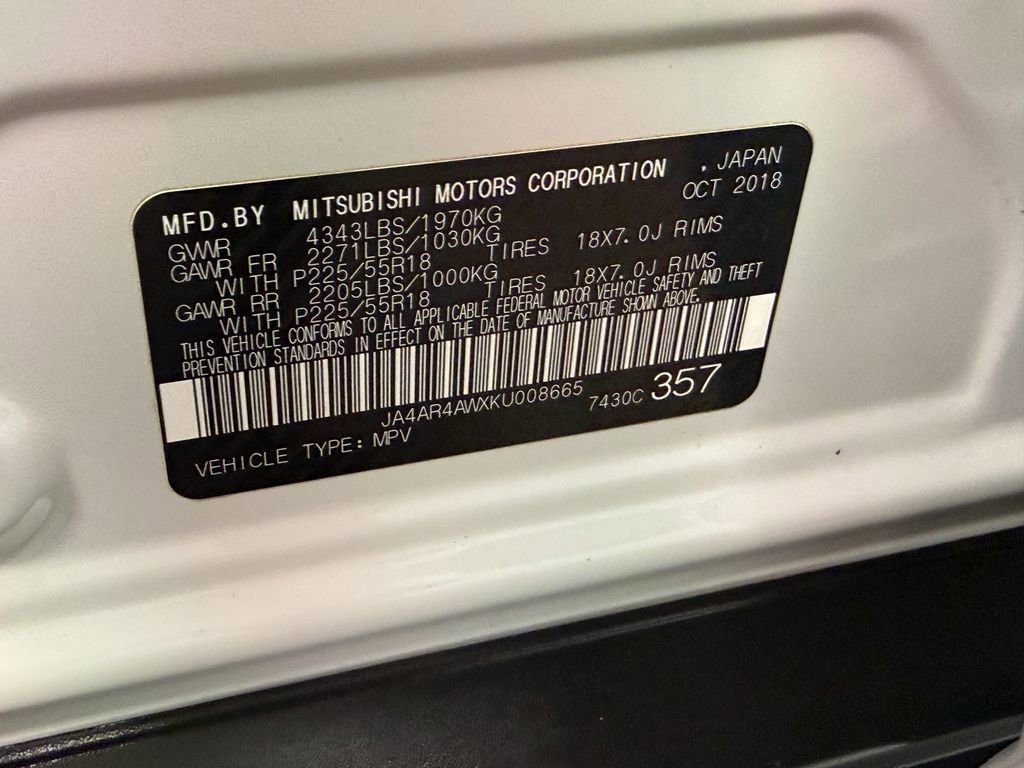 MFD.BY MITSUBISHI MOTORS CORPORATION , JAPAN
OCT 2018
GVWR 4343LBS/1970KG
GAWR FR 2271LBS/1030KG
WITH P225/55R18 TIRES 18X7.0J RIMS
GAWR RR 2205LBS/1000KG
WITH P225/55R18 TIRES 18X7.0J RIMS
THIS VEHICLE CONFORMS TO ALL APPLICABLE FEDERAL MOTOR VEHICLE SAFETY AND THEFT
PREVENTION STANDARDS IN EFFECT ON THE DATE OF MANUFACTURE SHOWN ABOVE.
JA4AR4AWXKU008665 7430C 357
VEHICLE TYPE: MPV